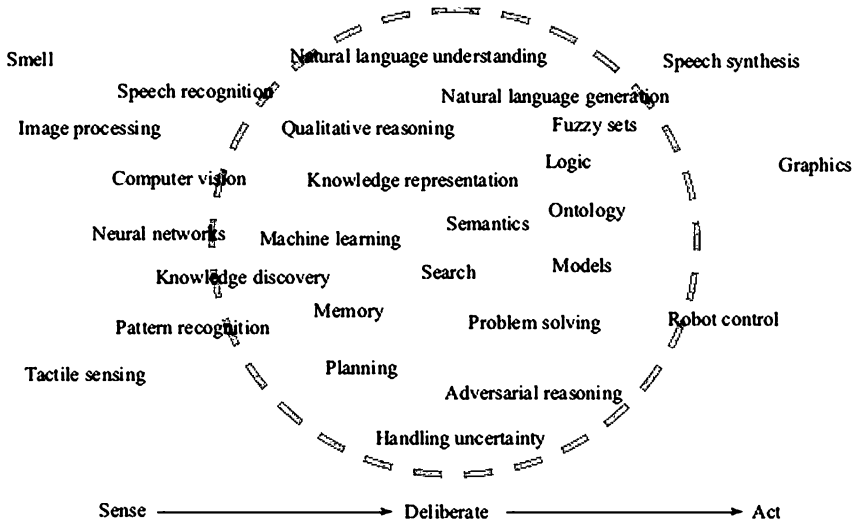 Natural language understanding
Smell
Speech synthesis
Speech recognition
Natural language generation
Image processing
Qualitative reasoning
Fuzzy sets
Logic
Graphics
Computer vision
Knowledge representation
Ontology
Semantics
Neural networks
Machine learning
Search
Models
Knowledge discovery
Memory
Problem solving
Robot control
Pattern recognition
Planning
Tactile sensing
Adversarial reasoning
Handling uncertainty
Sense
Deliberate
Act